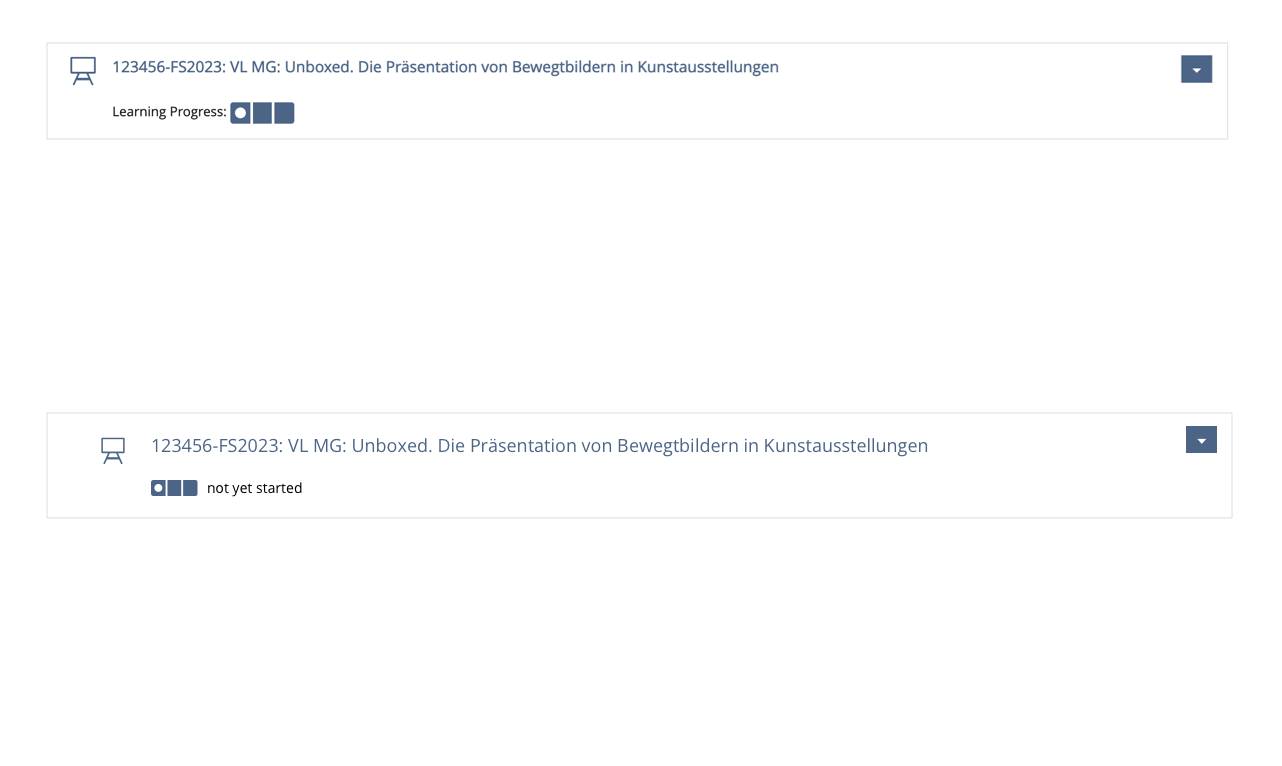 123456-FS2023: VL MG: Unboxed. Die Präsentation von Bewegtbildern in Kunstausstellungen
Learning Progress:
123456-FS2023: VL MG: Unboxed. Die Präsentation von Bewegtbildern in Kunstausstellungen
not yet started